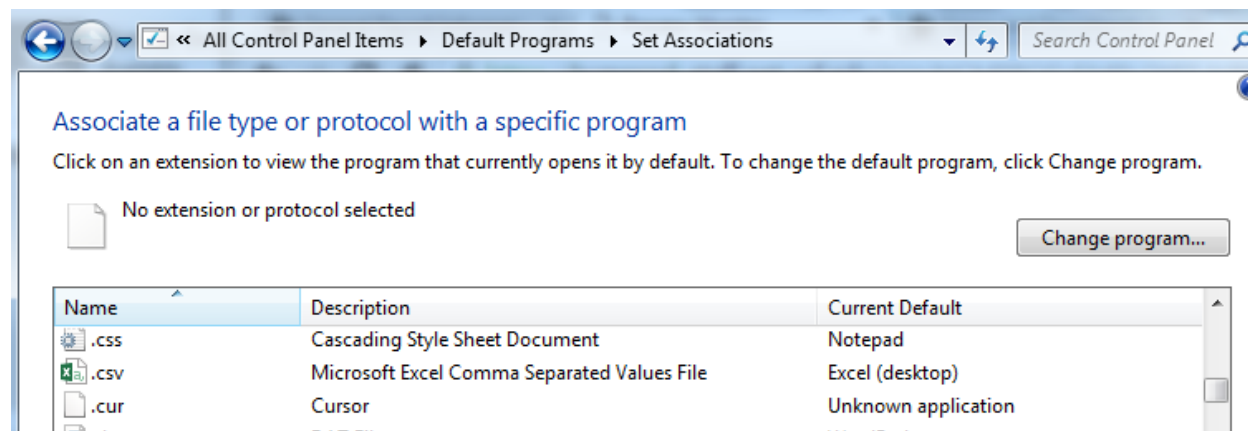 « All Control Panel Items ▸ Default Programs ▸ Set Associations Search Control Panel
Associate a file type or protocol with a specific program
Click on an extension to view the program that currently opens it by default. To change the default program, click Change program.
No extension or protocol selected
Change program...
Name Description Current Default
.css Cascading Style Sheet Document Notepad
.csv Microsoft Excel Comma Separated Values File Excel (desktop)
.cur Cursor Unknown application